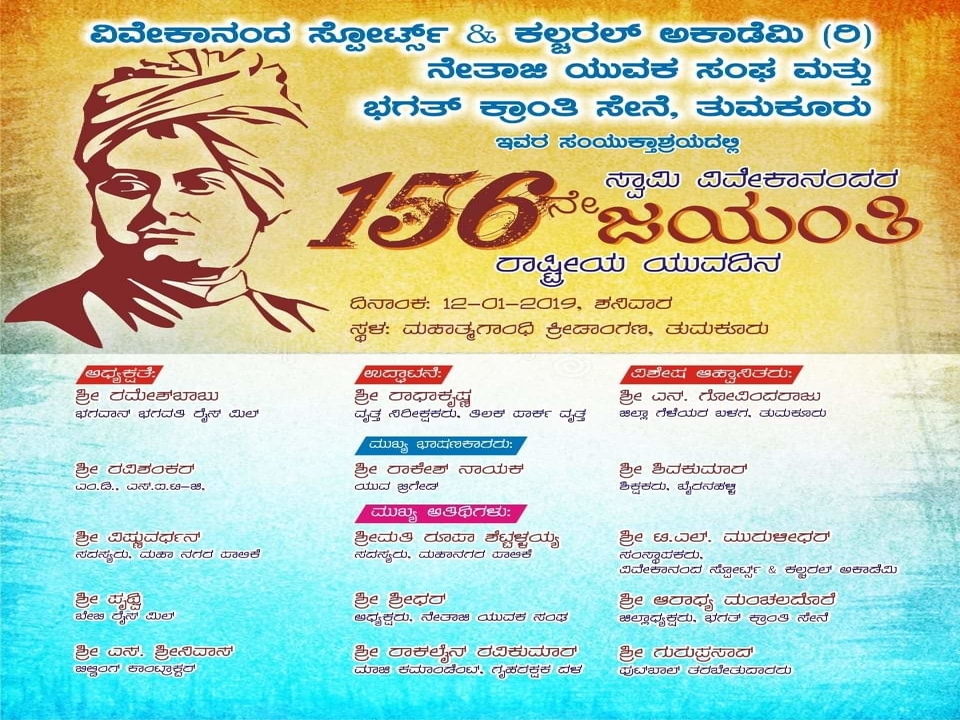 ವಿವೇಕಾನಂದ ಸ್ಪೋರ್ಟ್ಸ್ & ಕಲ್ಚರಲ್ ಅಕಾಡೆಮಿ (ರಿ)
ನೇತಾಜಿ ಯುವಕ ಸಂಘ ಮತ್ತು
ಭಗತ್ ಕ್ರಾಂತಿ ಸೇನೆ, ತುಮಕೂರು
ಇವರ ಸಂಯುಕ್ತಾಶ್ರಯದಲ್ಲಿ
ಸ್ವಾಮಿ ವಿವೇಕಾನಂದರ
156ನೇ ಜಯಂತಿ
ರಾಷ್ಟ್ರೀಯ ಯುವದಿನ
ದಿನಾಂಕ: 12-01-2019, ಶನಿವಾರ
ಸ್ಥಳ: ಮಹಾತ್ಮಗಾಂಧಿ ಕ್ರೀಡಾಂಗಣ, ತುಮಕೂರು
ಅಧ್ಯಕ್ಷತೆ:
ಶ್ರೀ ರಮೇಶ್‌ಬಾಬು
ಭಗವಾನ್ ಭಗವತಿ ರೈಸ್ ಮಿಲ್
ಉದ್ಘಾಟನೆ:
ಶ್ರೀ ರಾಧಾಕೃಷ್ಣ
ವೃತ್ತ ನಿರೀಕ್ಷಕರು, ತಿಲಕ ಪಾರ್ಕ್ ವೃತ್ತ
ವಿಶೇಷ ಆಹ್ವಾನಿತರು:
ಶ್ರೀ ಎನ್. ಗೋವಿಂದರಾಜು
ಜಿಲ್ಲಾ ಗೆಳೆಯರ ಬಳಗ, ತುಮಕೂರು
ಮುಖ್ಯ ಭಾಷಣಕಾರರು:
ಶ್ರೀ ರವಿಶಂಕರ್
ಎಂ.ಡಿ., ಎಸ್.ಐ.ಟಿ-ಜಿ,
ಶ್ರೀ ರಾಕೇಶ್ ನಾಯಕ
ಯುವ ಬ್ರಿಗೇಡ್
ಶ್ರೀ ಶಿವಕುಮಾರ್
ಶಿಕ್ಷಕರು, ಬೈರನಹಳ್ಳಿ
ಮುಖ್ಯ ಅತಿಥಿಗಳು:
ಶ್ರೀ ವಿಷ್ಣುವರ್ಧನ್
ಸದಸ್ಯರು, ಮಹಾ ನಗರ ಪಾಲಿಕೆ
ಶ್ರೀಮತಿ ರೂಪಾ ಶೆಟ್ಟಳ್ಳಯ್ಯ
ಸದಸ್ಯರು, ಮಹಾನಗರ ಪಾಲಿಕೆ
ಶ್ರೀ ಟಿ.ಎಲ್. ಮುರುಳೀಧರ್
ಸಂಸ್ಥಾಪಕರು,
ವಿವೇಕಾನಂದ ಸ್ಪೋರ್ಟ್ಸ್ & ಕಲ್ಚರಲ್ ಅಕಾಡೆಮಿ
ಶ್ರೀ ಪೃಥ್ವಿ
ಬೇಜಿ ರೈಸ್ ಮಿಲ್
ಶ್ರೀ ಶ್ರೀಧರ್
ಅಧ್ಯಕ್ಷರು, ನೇತಾಜಿ ಯುವಕ ಸಂಘ
ಶ್ರೀ ಆರಾಧ್ಯ ಮಂಚಲದೊರೆ
ಜಿಲ್ಲಾಧ್ಯಕ್ಷರು, ಭಗತ್ ಕ್ರಾಂತಿ ಸೇನೆ
ಶ್ರೀ ಎಸ್. ಶ್ರೀನಿವಾಸ್
ಬಿಲ್ಡಿಂಗ್ ಕಾಂಟ್ರಾಕ್ಟರ್
ಶ್ರೀ ರಾಕಲೈನ್ ರವಿಕುಮಾರ್
ಮಾಜಿ ಕಮಾಂಡೆಂಟ್, ಗೃಹರಕ್ಷಕ ದಳ
ಶ್ರೀ ಗುರುಪ್ರಸಾದ್
ಫುಟ್‌ಬಾಲ್ ತರಬೇತುದಾರರು